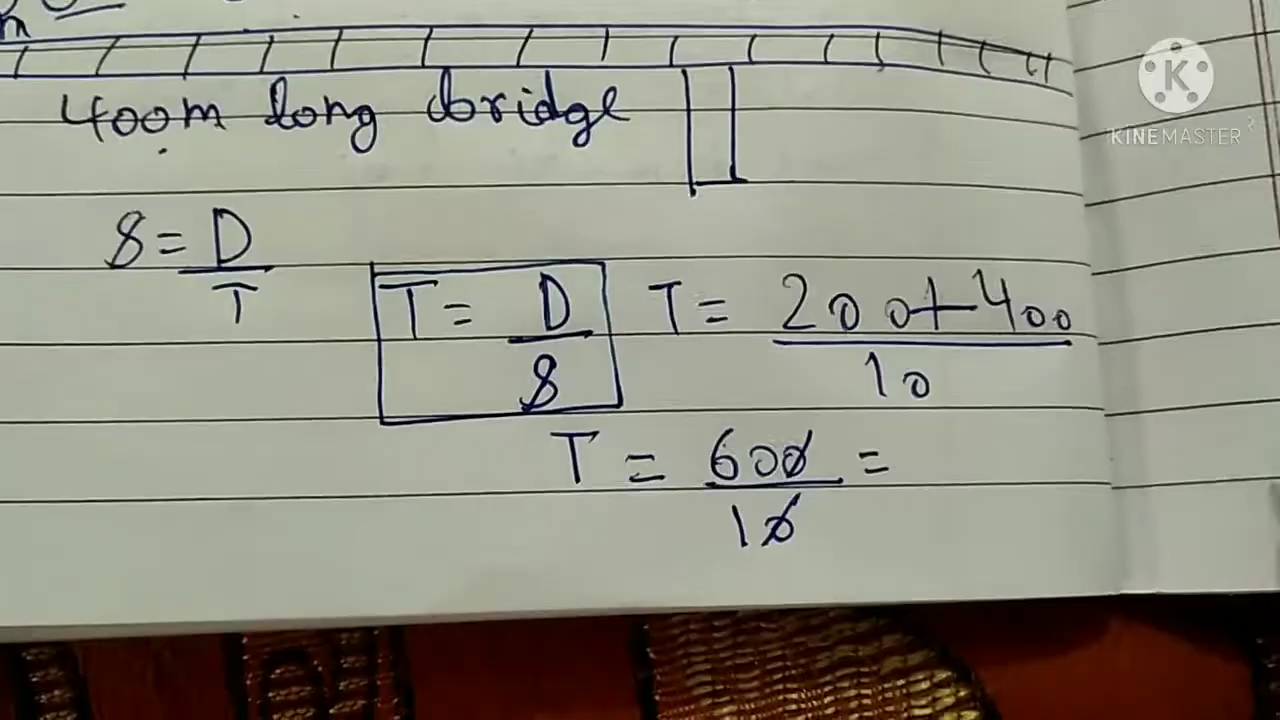 m
400m long bridge
S = D/T
T = D/S
T = 200+400/10
T = 600/10 =
KINEMASTER